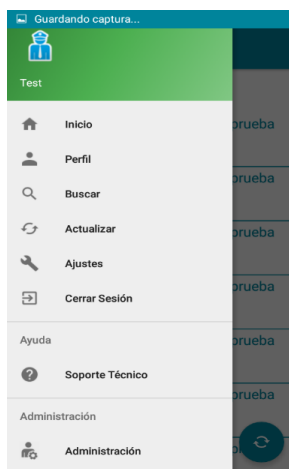 Guardando captura...
Test
Inicio
prueba
Perfil
prueba
Buscar
Actualizar
prueba
Ajustes
prueba
Cerrar Sesión
Ayuda
prueba
Soporte Técnico
prueba
Administración
Administración